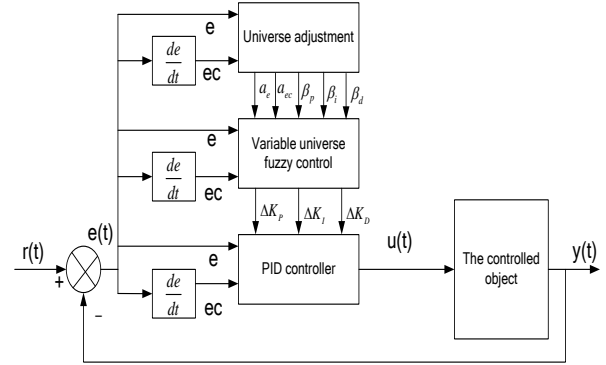 e
Universe adjustment
de
dt
ec
a_e a_ec β_p β_i β_d
e
Variable universe
fuzzy control
de
dt
ec
ΔK_P ΔK_I ΔK_D
r(t)
e(t)
+
−
e
PID controller
de
dt
ec
u(t)
The controlled
object
y(t)